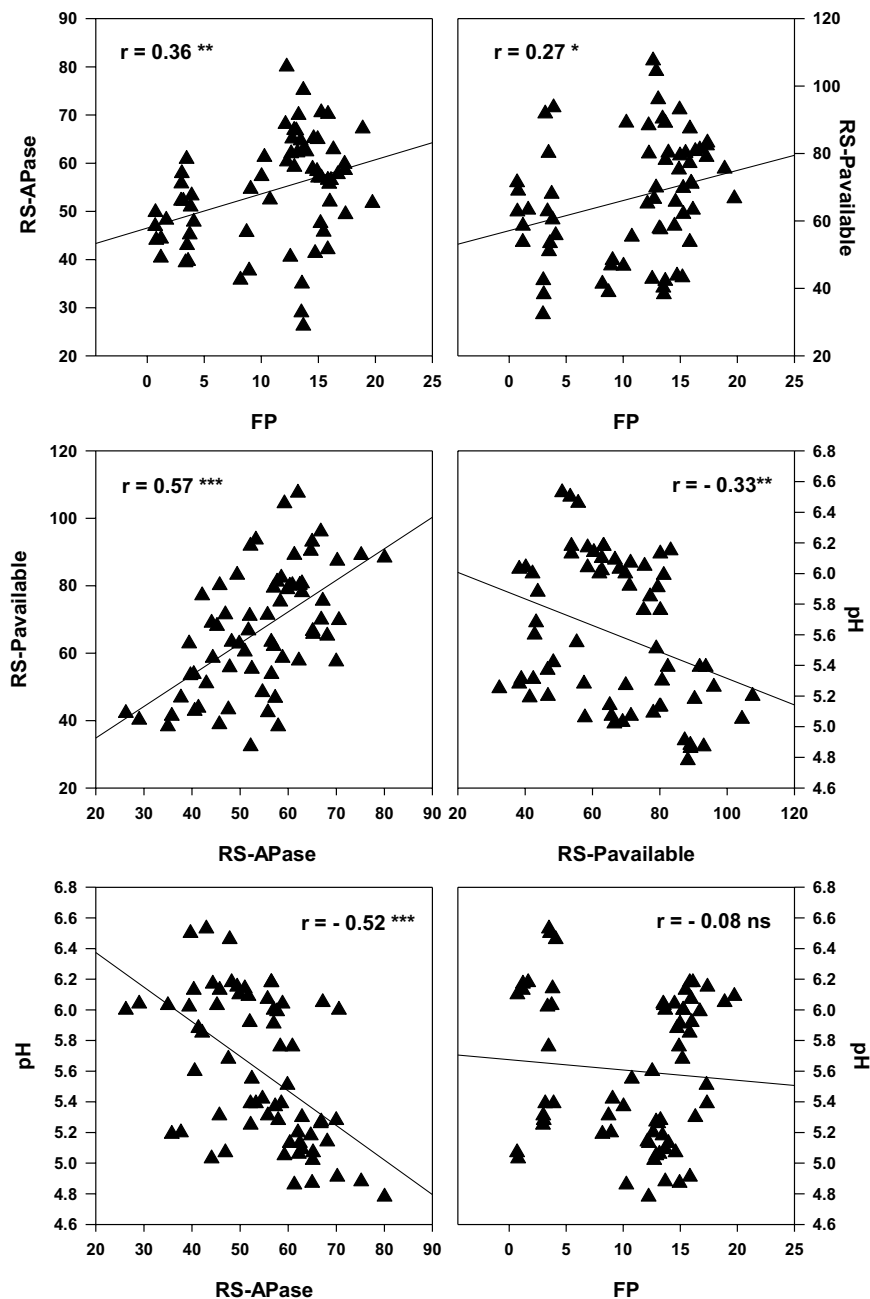 90
80
70
60
50
40
30
20
RS-APase
r = 0.36 **
0 5 10 15 20 25
FP
r = 0.27 *
120
100
80
60
40
20
RS-Pavailable
0 5 10 15 20 25
FP
120
100
80
60
40
20
RS-Pavailable
r = 0.57 ***
20 30 40 50 60 70 80 90
RS-APase
r = - 0.33**
6.8
6.6
6.4
6.2
6.0
5.8
5.6
5.4
5.2
5.0
4.8
4.6
pH
20 40 60 80 100 120
RS-Pavailable
6.8
6.6
6.4
6.2
6.0
5.8
5.6
5.4
5.2
5.0
4.8
4.6
pH
r = - 0.52 ***
20 30 40 50 60 70 80 90
RS-APase
r = - 0.08 ns
6.8
6.6
6.4
6.2
6.0
5.8
5.6
5.4
5.2
5.0
4.8
4.6
pH
0 5 10 15 20 25
FP